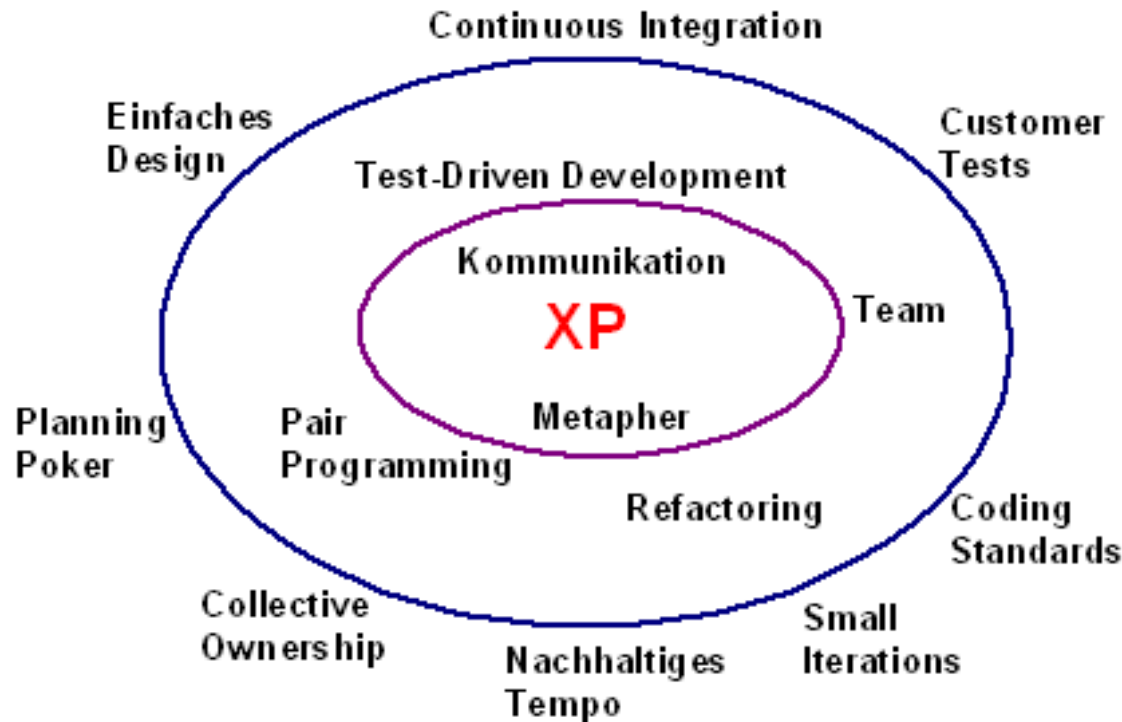 Continuous Integration
Einfaches
Design
Customer
Tests
Test-Driven Development
Kommunikation
XP
Team
Metapher
Planning
Poker
Pair
Programming
Refactoring
Coding
Standards
Collective
Ownership
Small
Iterations
Nachhaltiges
Tempo